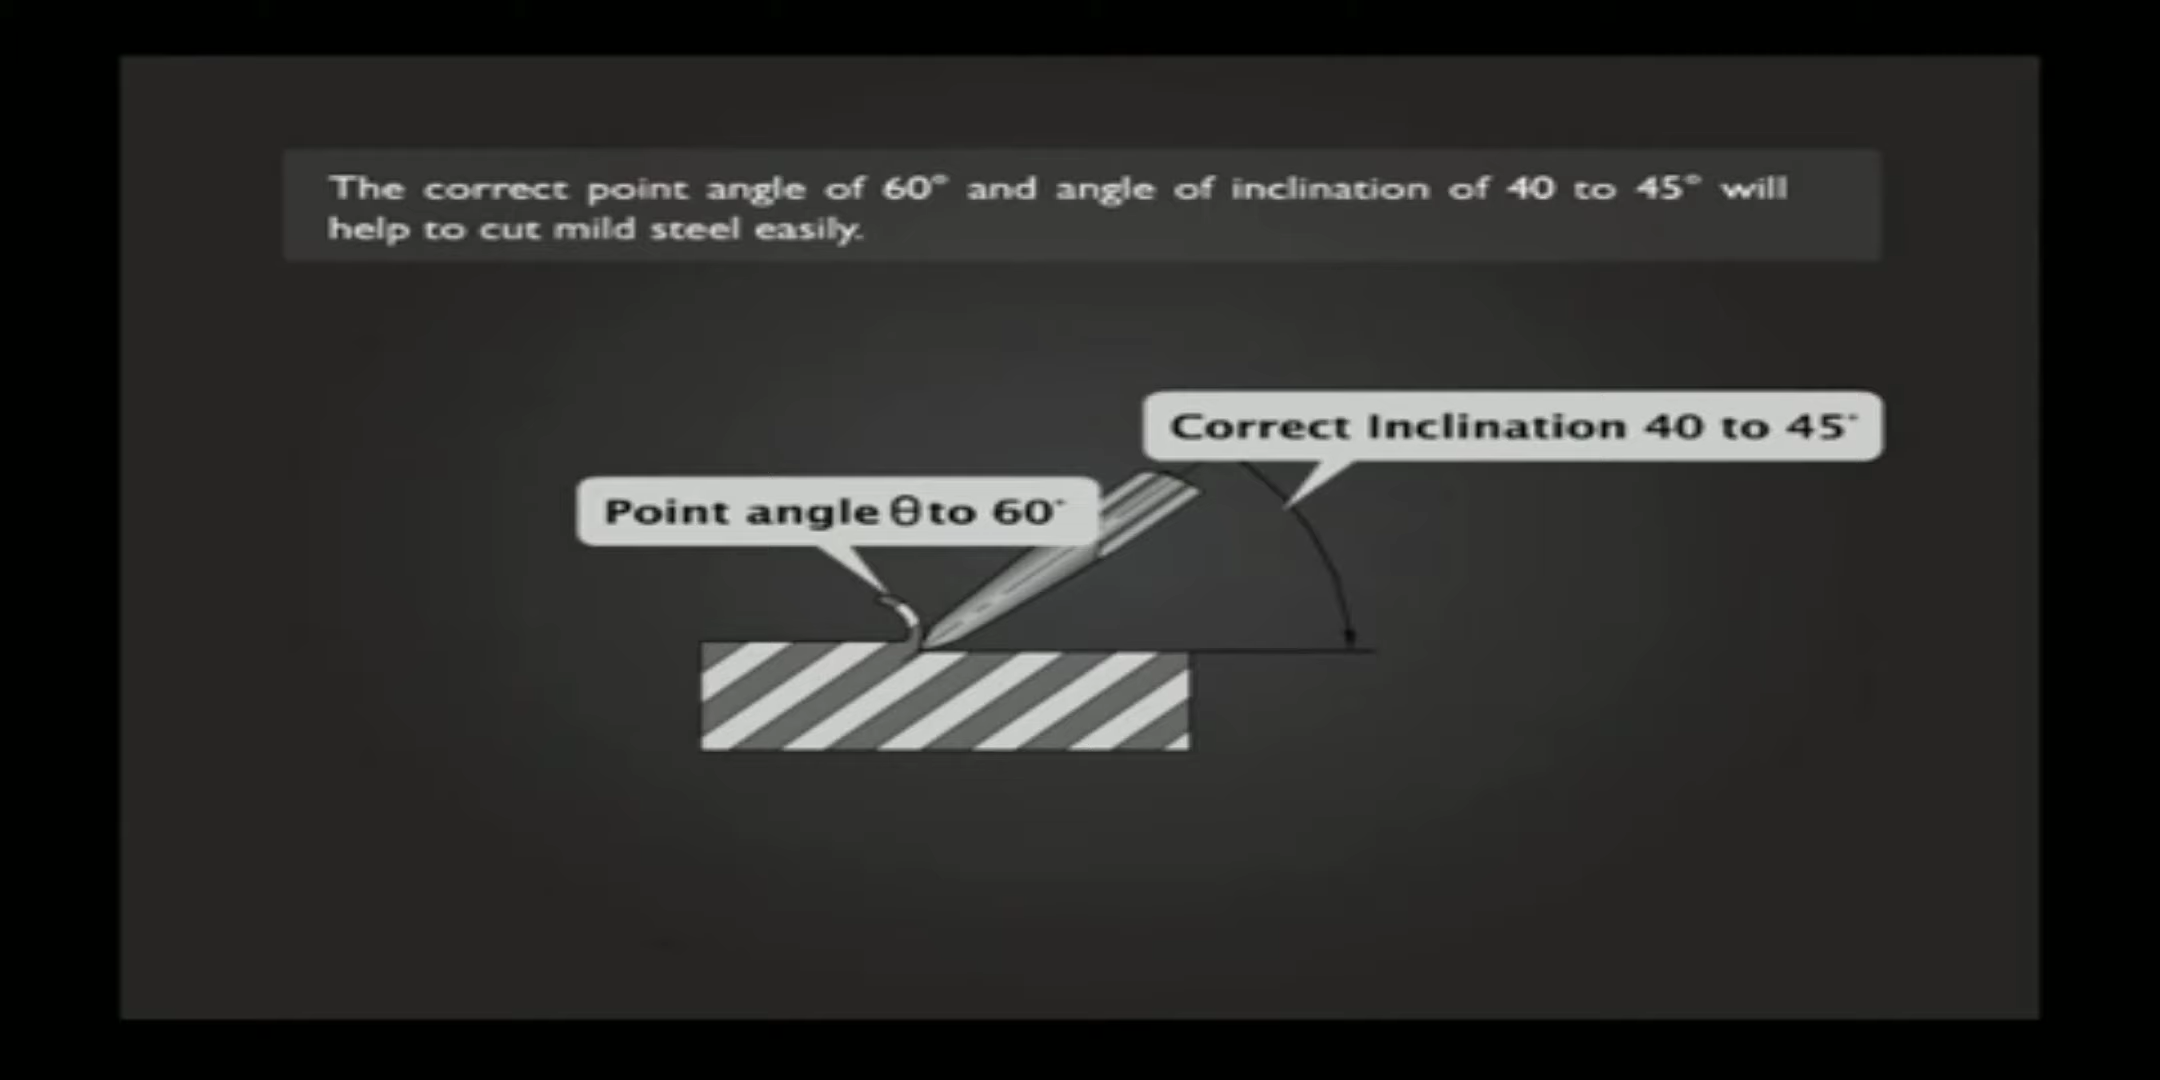 The correct point angle of 60° and angle of inclination of 40 to 45° will
help to cut mild steel easily.
Correct Inclination 40 to 45°
Point angle θ to 60°